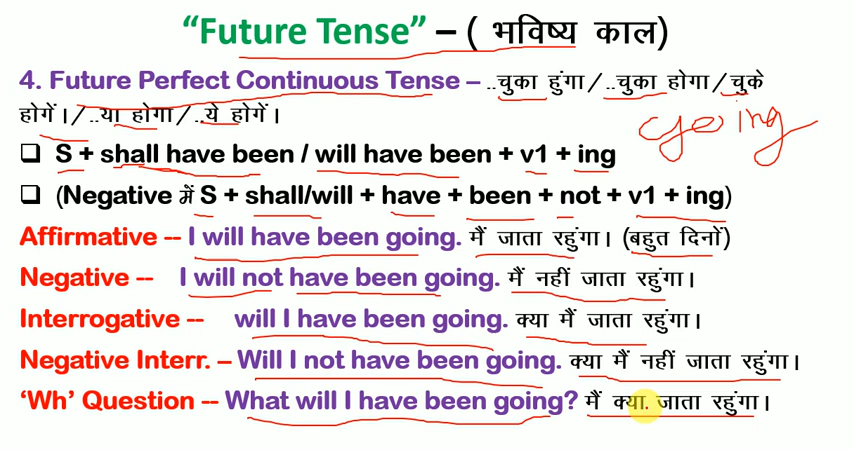 “Future Tense” – ( भविष्य काल)
4. Future Perfect Continuous Tense – ..चुका हुंगा/..चुका होगा/चुके
होगें।/..या होगा/..ये होगें।
going
❑ S + shall have been / will have been + v1 + ing
❑ (Negative में S + shall/will + have + been + not + v1 + ing)
Affirmative -- I will have been going. मैं जाता रहुंगा। (बहुत दिनों)
Negative -- I will not have been going. मैं नहीं जाता रहुंगा।
Interrogative -- will I have been going. क्या मैं जाता रहुंगा।
Negative Interr. – Will I not have been going. क्या मैं नहीं जाता रहुंगा।
‘Wh’ Question -- What will I have been going? मैं क्या. जाता रहुंगा।